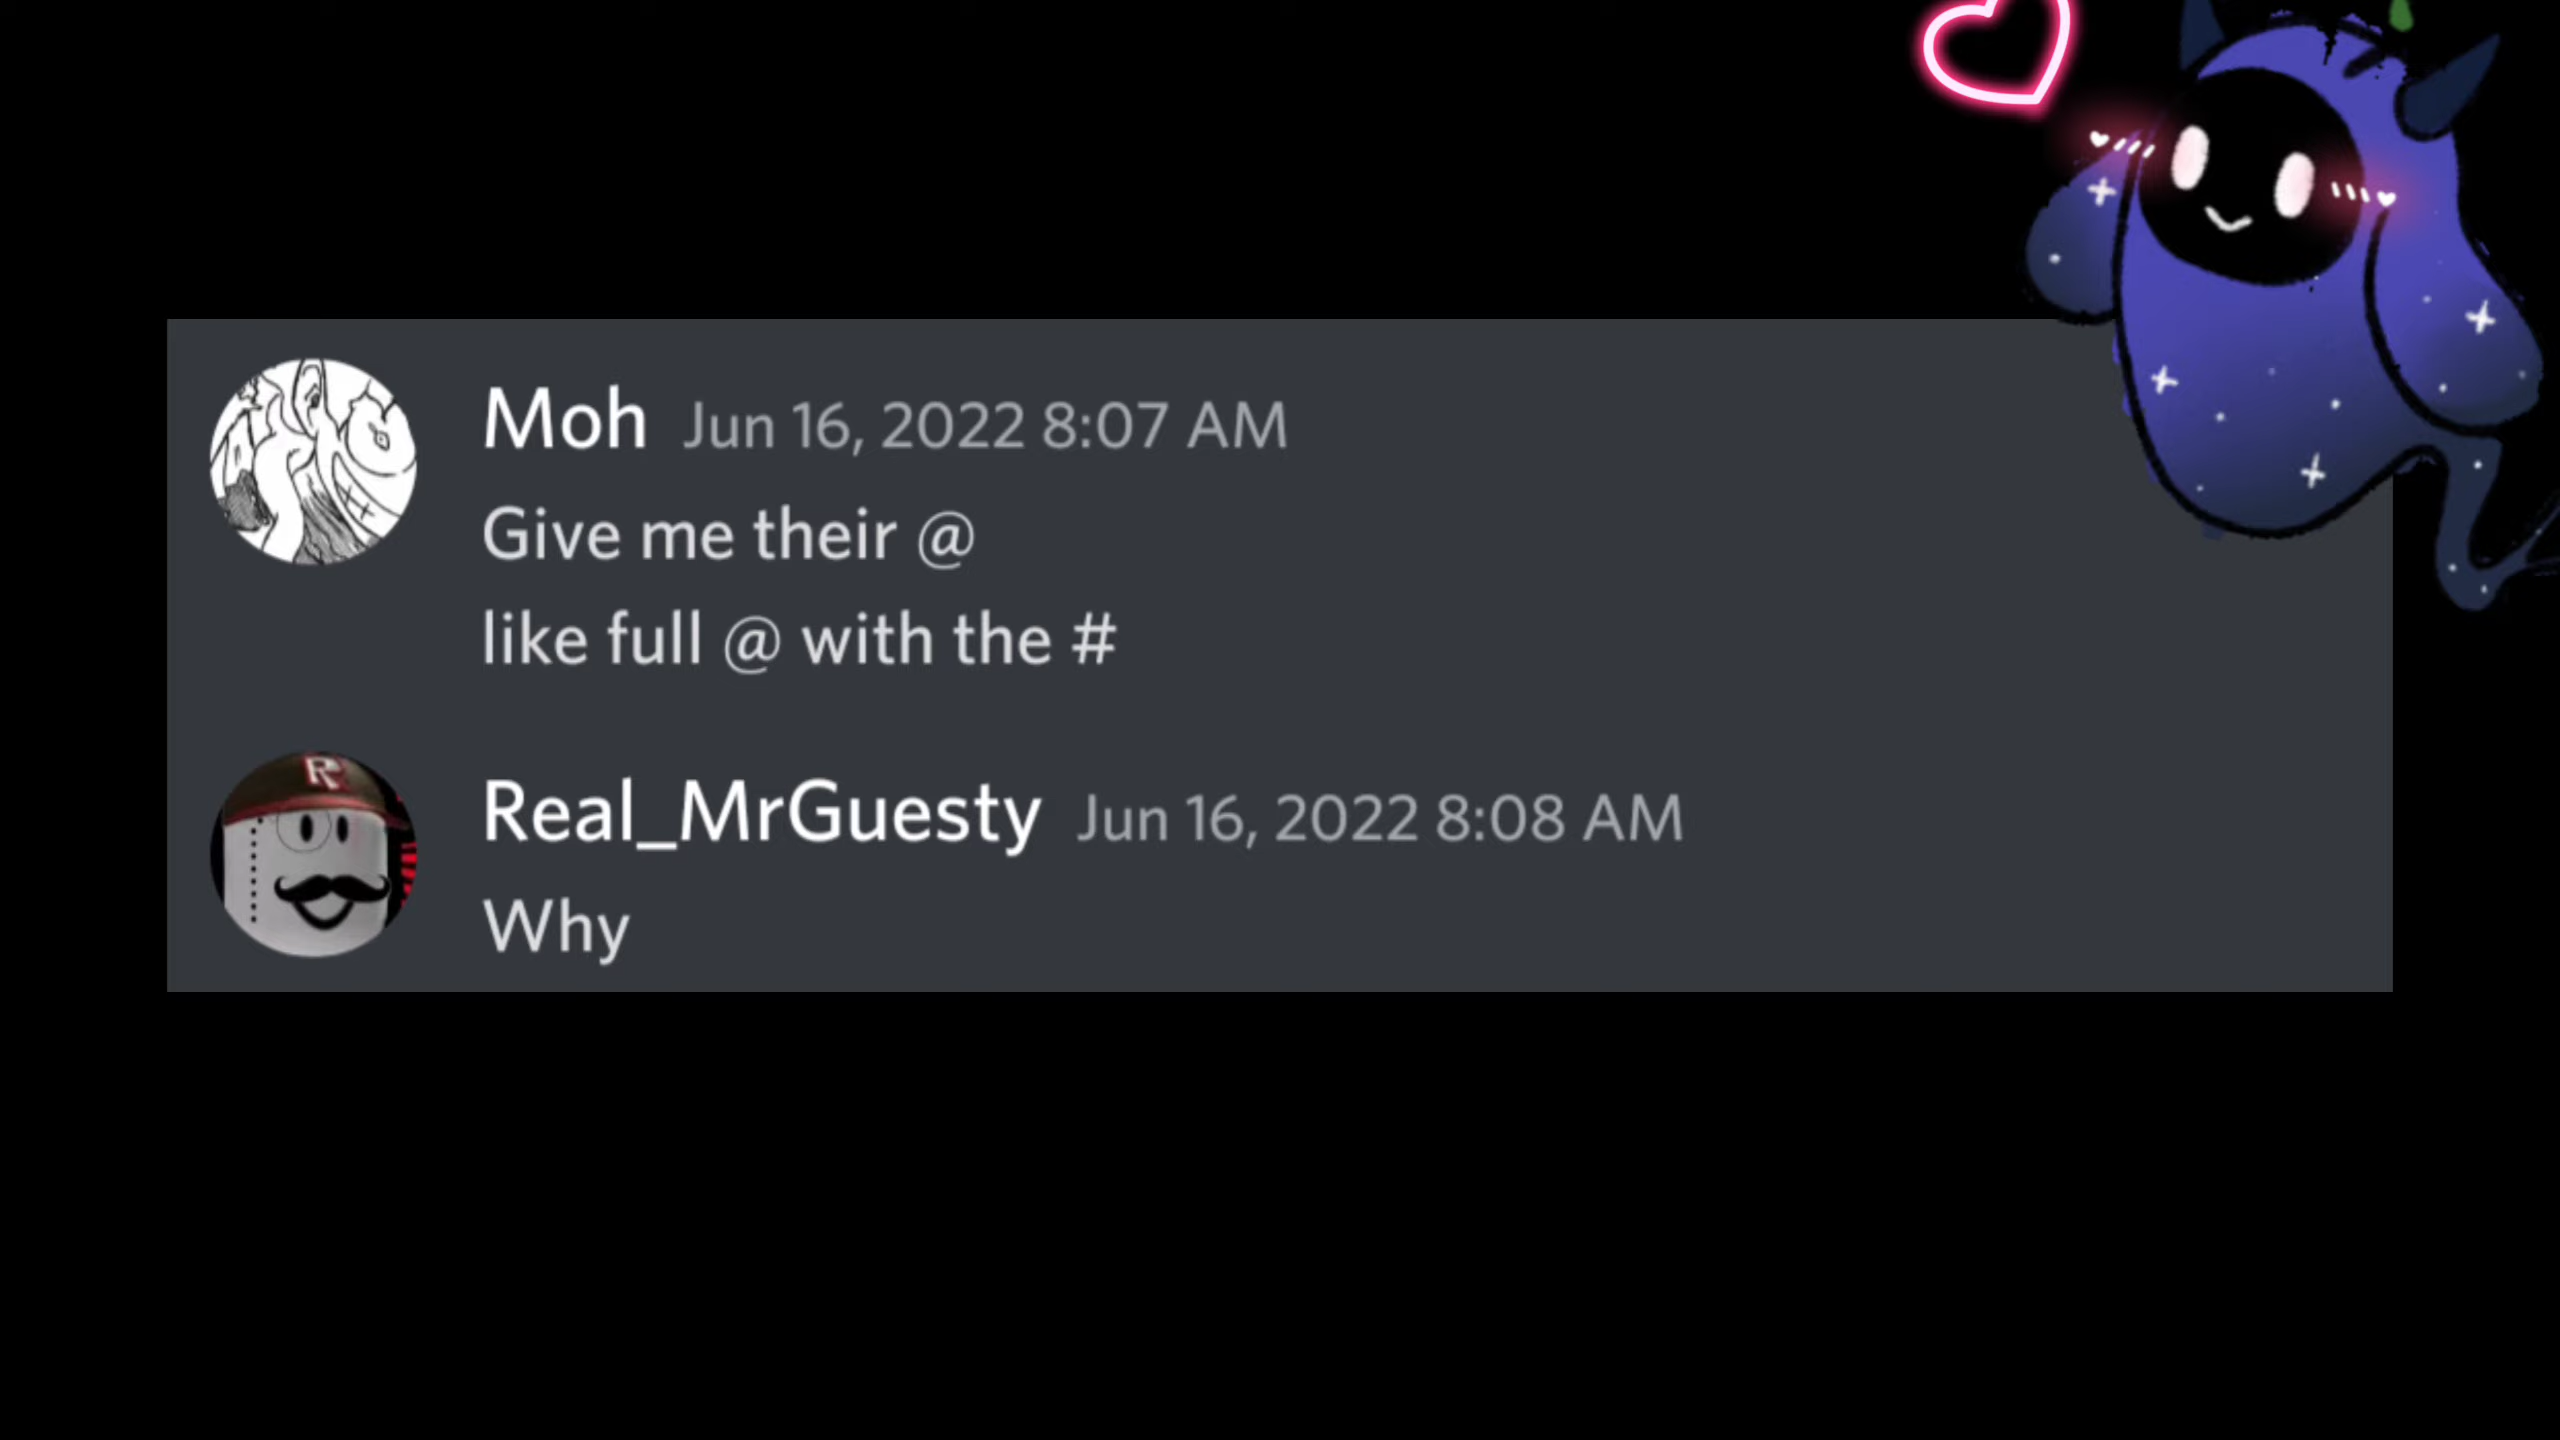 Moh Jun 16, 2022 8:07 AM
Give me their @
like full @ with the #
R
Real_MrGuesty Jun 16, 2022 8:08 AM
Why